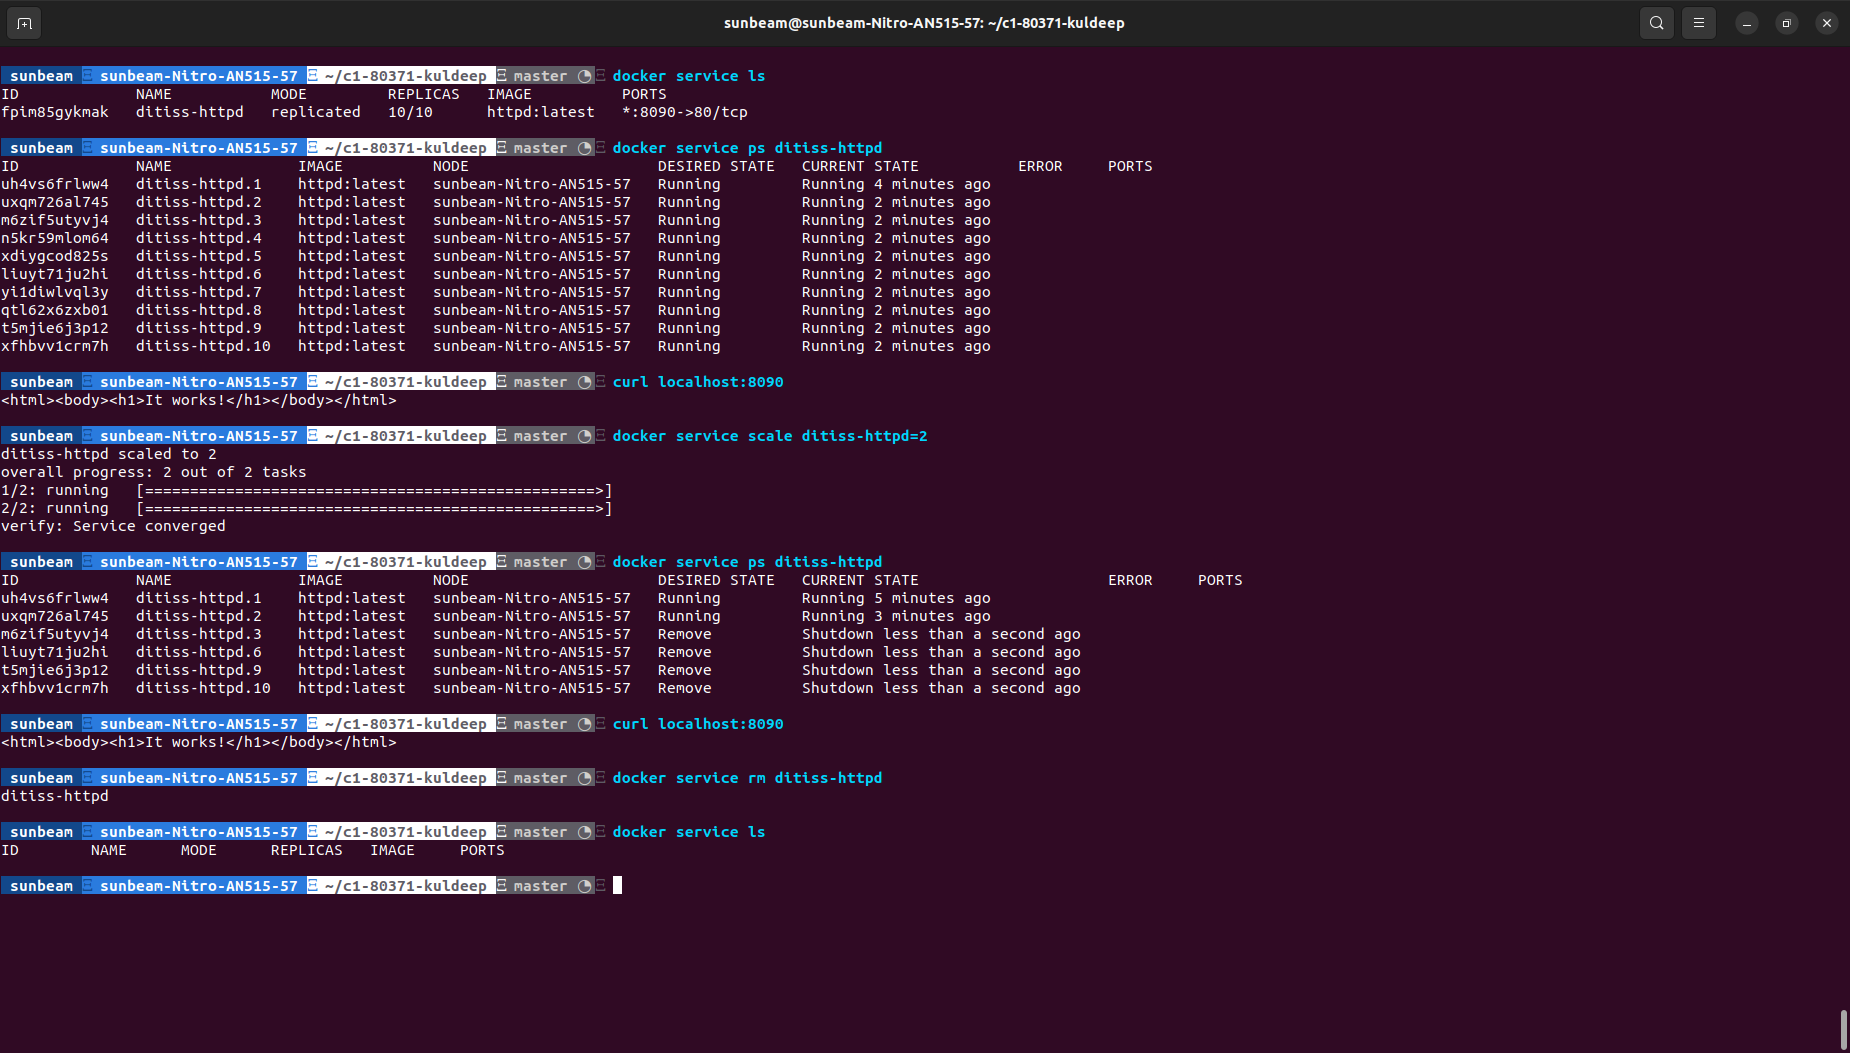 sunbeam@sunbeam-Nitro-AN515-57: ~/c1-80371-kuldeep
sunbeam sunbeam-Nitro-AN515-57 ~/c1-80371-kuldeep master docker service ls
ID NAME MODE REPLICAS IMAGE PORTS
fpim85gykmak ditiss-httpd replicated 10/10 httpd:latest *:8090->80/tcp
sunbeam sunbeam-Nitro-AN515-57 ~/c1-80371-kuldeep master docker service ps ditiss-httpd
ID NAME IMAGE NODE DESIRED STATE CURRENT STATE ERROR PORTS
uh4vs6frlww4 ditiss-httpd.1 httpd:latest sunbeam-Nitro-AN515-57 Running Running 4 minutes ago
uxqm726al745 ditiss-httpd.2 httpd:latest sunbeam-Nitro-AN515-57 Running Running 2 minutes ago
m6zif5utyvj4 ditiss-httpd.3 httpd:latest sunbeam-Nitro-AN515-57 Running Running 2 minutes ago
n5kr59mlom64 ditiss-httpd.4 httpd:latest sunbeam-Nitro-AN515-57 Running Running 2 minutes ago
xdiygcod825s ditiss-httpd.5 httpd:latest sunbeam-Nitro-AN515-57 Running Running 2 minutes ago
liuyt71ju2hi ditiss-httpd.6 httpd:latest sunbeam-Nitro-AN515-57 Running Running 2 minutes ago
yi1diwlvql3y ditiss-httpd.7 httpd:latest sunbeam-Nitro-AN515-57 Running Running 2 minutes ago
qtl62x6zxb01 ditiss-httpd.8 httpd:latest sunbeam-Nitro-AN515-57 Running Running 2 minutes ago
t5mjie6j3p12 ditiss-httpd.9 httpd:latest sunbeam-Nitro-AN515-57 Running Running 2 minutes ago
xfhbvv1crm7h ditiss-httpd.10 httpd:latest sunbeam-Nitro-AN515-57 Running Running 2 minutes ago
sunbeam sunbeam-Nitro-AN515-57 ~/c1-80371-kuldeep master curl localhost:8090
<html><body><h1>It works!</h1></body></html>
sunbeam sunbeam-Nitro-AN515-57 ~/c1-80371-kuldeep master docker service scale ditiss-httpd=2
ditiss-httpd scaled to 2
overall progress: 2 out of 2 tasks
1/2: running [==================================================>]
2/2: running [==================================================>]
verify: Service converged
sunbeam sunbeam-Nitro-AN515-57 ~/c1-80371-kuldeep master docker service ps ditiss-httpd
ID NAME IMAGE NODE DESIRED STATE CURRENT STATE ERROR PORTS
uh4vs6frlww4 ditiss-httpd.1 httpd:latest sunbeam-Nitro-AN515-57 Running Running 5 minutes ago
uxqm726al745 ditiss-httpd.2 httpd:latest sunbeam-Nitro-AN515-57 Running Running 3 minutes ago
m6zif5utyvj4 ditiss-httpd.3 httpd:latest sunbeam-Nitro-AN515-57 Remove Shutdown less than a second ago
liuyt71ju2hi ditiss-httpd.6 httpd:latest sunbeam-Nitro-AN515-57 Remove Shutdown less than a second ago
t5mjie6j3p12 ditiss-httpd.9 httpd:latest sunbeam-Nitro-AN515-57 Remove Shutdown less than a second ago
xfhbvv1crm7h ditiss-httpd.10 httpd:latest sunbeam-Nitro-AN515-57 Remove Shutdown less than a second ago
sunbeam sunbeam-Nitro-AN515-57 ~/c1-80371-kuldeep master curl localhost:8090
<html><body><h1>It works!</h1></body></html>
sunbeam sunbeam-Nitro-AN515-57 ~/c1-80371-kuldeep master docker service rm ditiss-httpd
ditiss-httpd
sunbeam sunbeam-Nitro-AN515-57 ~/c1-80371-kuldeep master docker service ls
ID NAME MODE REPLICAS IMAGE PORTS
sunbeam sunbeam-Nitro-AN515-57 ~/c1-80371-kuldeep master